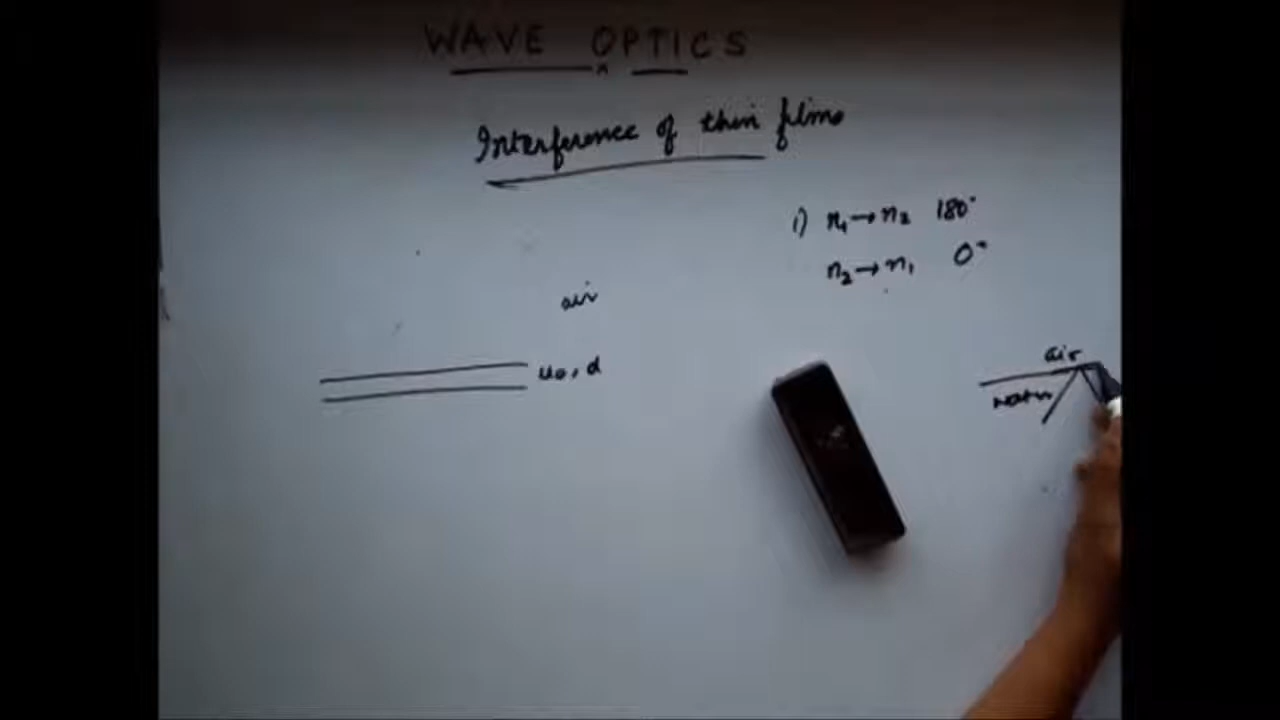 WAVE OPTICS
Interference of thin films
1) n₁→n₂ 180°
n₂→n₁ 0°
air
air
water